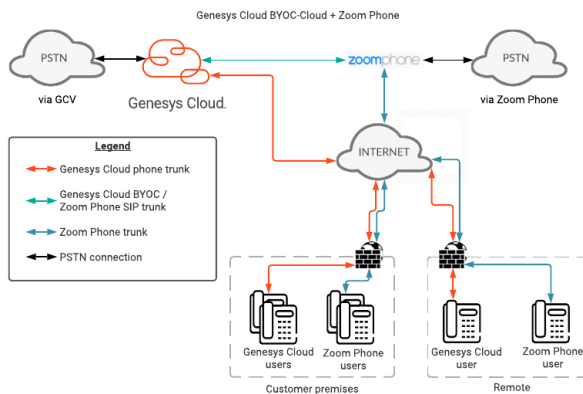 Genesys Cloud BYOC-Cloud + Zoom Phone
PSTN
via GCV
Genesys Cloud.
zoomphone
PSTN
via Zoom Phone
INTERNET
Legend
Genesys Cloud phone trunk
Genesys Cloud BYOC /
Zoom Phone SIP trunk
Zoom Phone trunk
PSTN connection
Genesys Cloud
users
Zoom Phone
users
Customer premises
Genesys Cloud
user
Zoom Phone
user
Remote